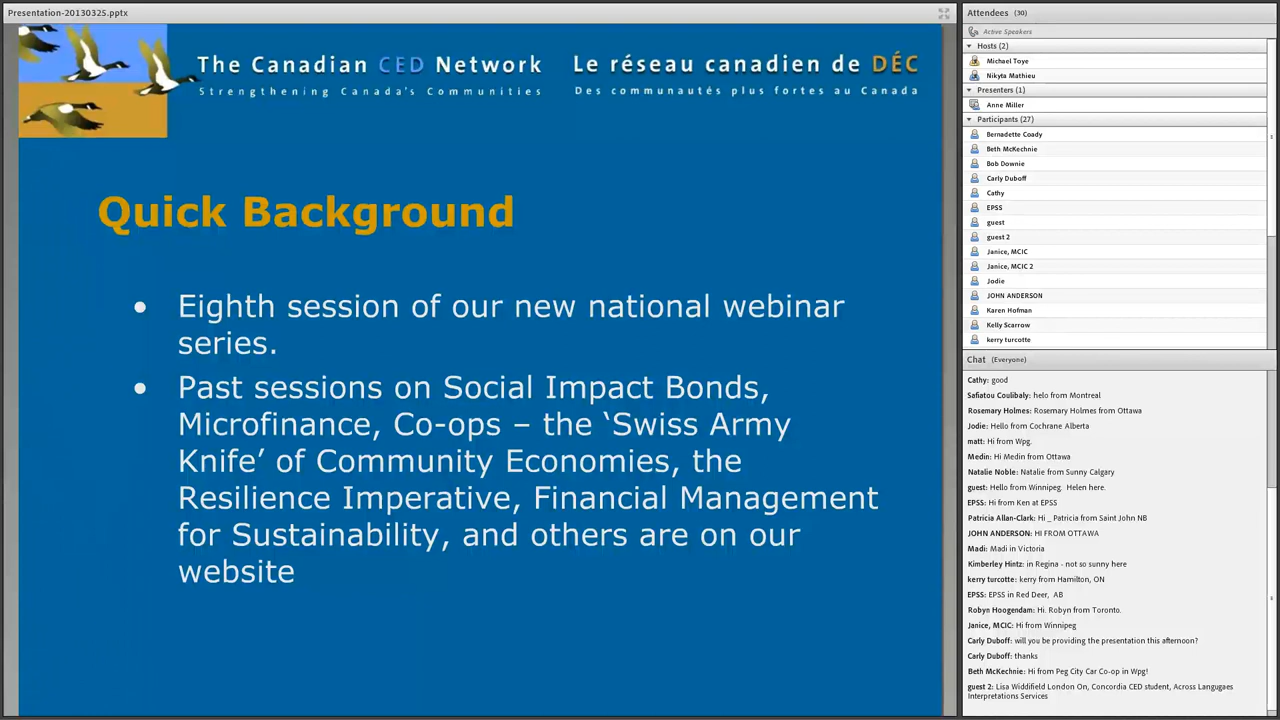 Presentation-20130325.pptx
The Canadian CED Network
Strengthening Canada's Communities
Le réseau canadien de DÉC
Des communautés plus fortes au Canada
Quick Background
• Eighth session of our new national webinar
series.
• Past sessions on Social Impact Bonds,
Microfinance, Co-ops – the ‘Swiss Army
Knife’ of Community Economies, the
Resilience Imperative, Financial Management
for Sustainability, and others are on our
website
Attendees (30)
Active Speakers
Hosts (2)
Michael Toye
Nikyta Mathieu
Presenters (1)
Anne Miller
Participants (27)
Bernadette Coady
Beth McKechnie
Bob Downie
Carly Duboff
Cathy
EPSS
guest
guest 2
Janice, MCIC
Janice, MCIC 2
Jodie
JOHN ANDERSON
Karen Hofman
Kelly Scarrow
kerry turcotte
Chat (Everyone)
Cathy: good
Safiatou Coulibaly: helo from Montreal
Rosemary Holmes: Rosemary Holmes from Ottawa
Jodie: Hello from Cochrane Alberta
matt: Hi from Wpg.
Medin: Hi Medin from Ottawa
Natalie Noble: Natalie from Sunny Calgary
guest: Hello from Winnipeg. Helen here.
EPSS: Hi from Ken at EPSS
Patricia Allan-Clark: Hi _ Patricia from Saint John NB
JOHN ANDERSON: HI FROM OTTAWA
Madi: Madi in Victoria
Kimberley Hintz: in Regina - not so sunny here
kerry turcotte: kerry from Hamilton, ON
EPSS: EPSS in Red Deer, AB
Robyn Hoogendam: Hi. Robyn from Toronto.
Janice, MCIC: Hi from Winnipeg
Carly Duboff: will you be providing the presentation this afternoon?
Carly Duboff: thanks
Beth McKechnie: Hi from Peg City Car Co-op in Wpg!
guest 2: Lisa Widdifield London On, Concordia CED student, Across Langugaes
Interpretations Services